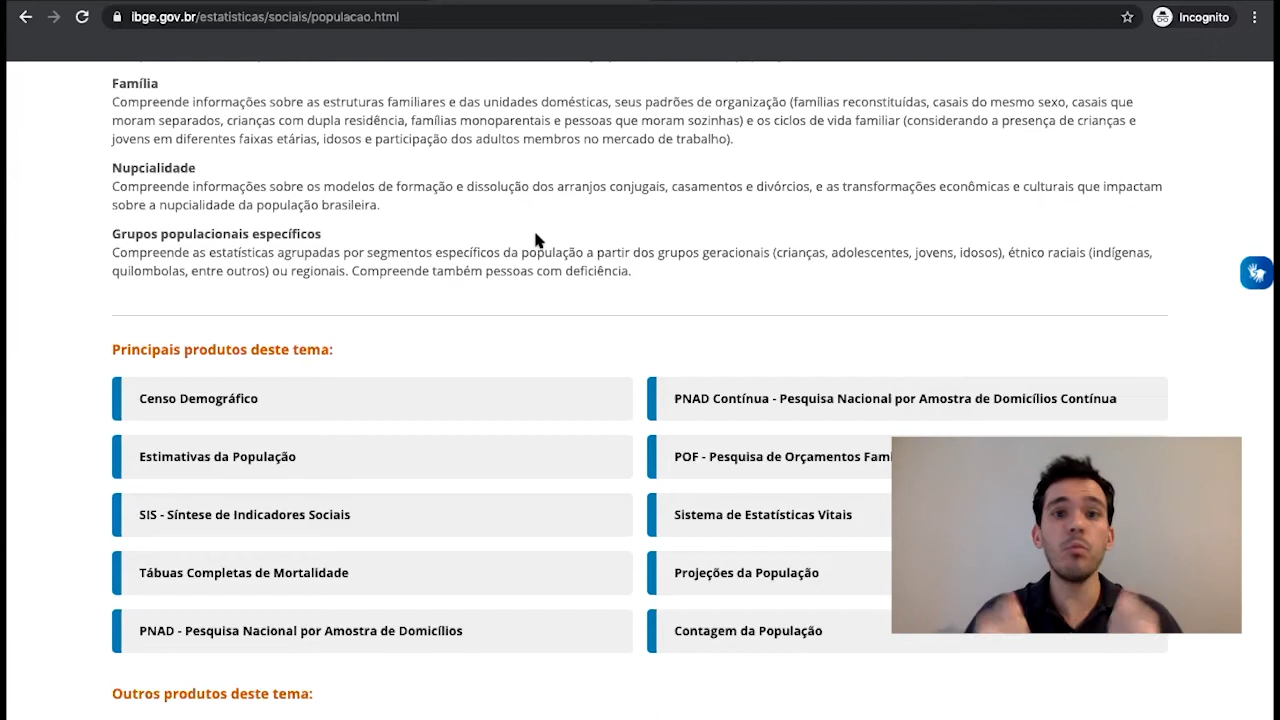 ibge.gov.br/estatisticas/sociais/populacao.html
Incognito
Família
Compreende informações sobre as estruturas familiares e das unidades domésticas, seus padrões de organização (famílias reconstituídas, casais do mesmo sexo, casais que
moram separados, crianças com dupla residência, famílias monoparentais e pessoas que moram sozinhas) e os ciclos de vida familiar (considerando a presença de crianças e
jovens em diferentes faixas etárias, idosos e participação dos adultos membros no mercado de trabalho).
Nupcialidade
Compreende informações sobre os modelos de formação e dissolução dos arranjos conjugais, casamentos e divórcios, e as transformações econômicas e culturais que impactam
sobre a nupcialidade da população brasileira.
Grupos populacionais específicos
Compreende as estatísticas agrupadas por segmentos específicos da população a partir dos grupos geracionais (crianças, adolescentes, jovens, idosos), étnico raciais (indígenas,
quilombolas, entre outros) ou regionais. Compreende também pessoas com deficiência.
Principais produtos deste tema:
Censo Demográfico
PNAD Contínua - Pesquisa Nacional por Amostra de Domicílios Contínua
Estimativas da População
POF - Pesquisa de Orçamentos Fam
SIS - Síntese de Indicadores Sociais
Sistema de Estatísticas Vitais
Tábuas Completas de Mortalidade
Projeções da População
PNAD - Pesquisa Nacional por Amostra de Domicílios
Contagem da População
Outros produtos deste tema: